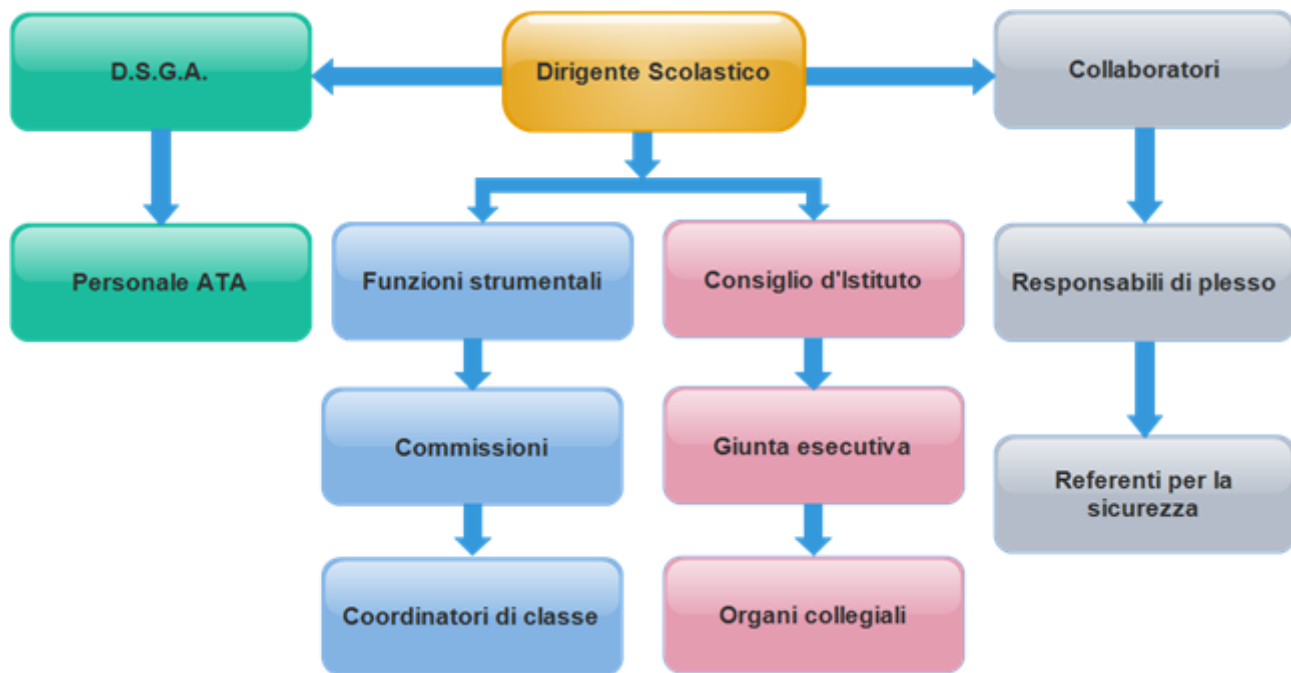 D.S.G.A.
Dirigente Scolastico
Collaboratori
Personale ATA
Funzioni strumentali
Consiglio d'Istituto
Responsabili di plesso
Commissioni
Giunta esecutiva
Referenti per la
sicurezza
Coordinatori di classe
Organi collegiali